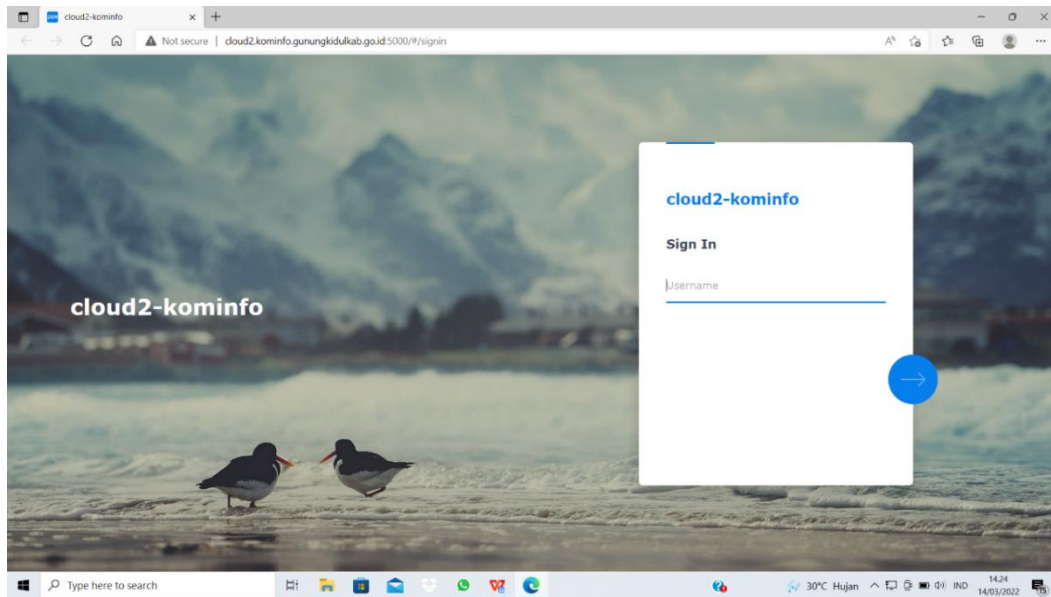 cloud2-kominfo
Not secure | cloud2.kominfo.gunungkidulkab.go.id:5000/#/signin
cloud2-kominfo
Sign In
Username
cloud2-kominfo
Type here to search
30°C Hujan
IND
14.24
14/03/2022
15